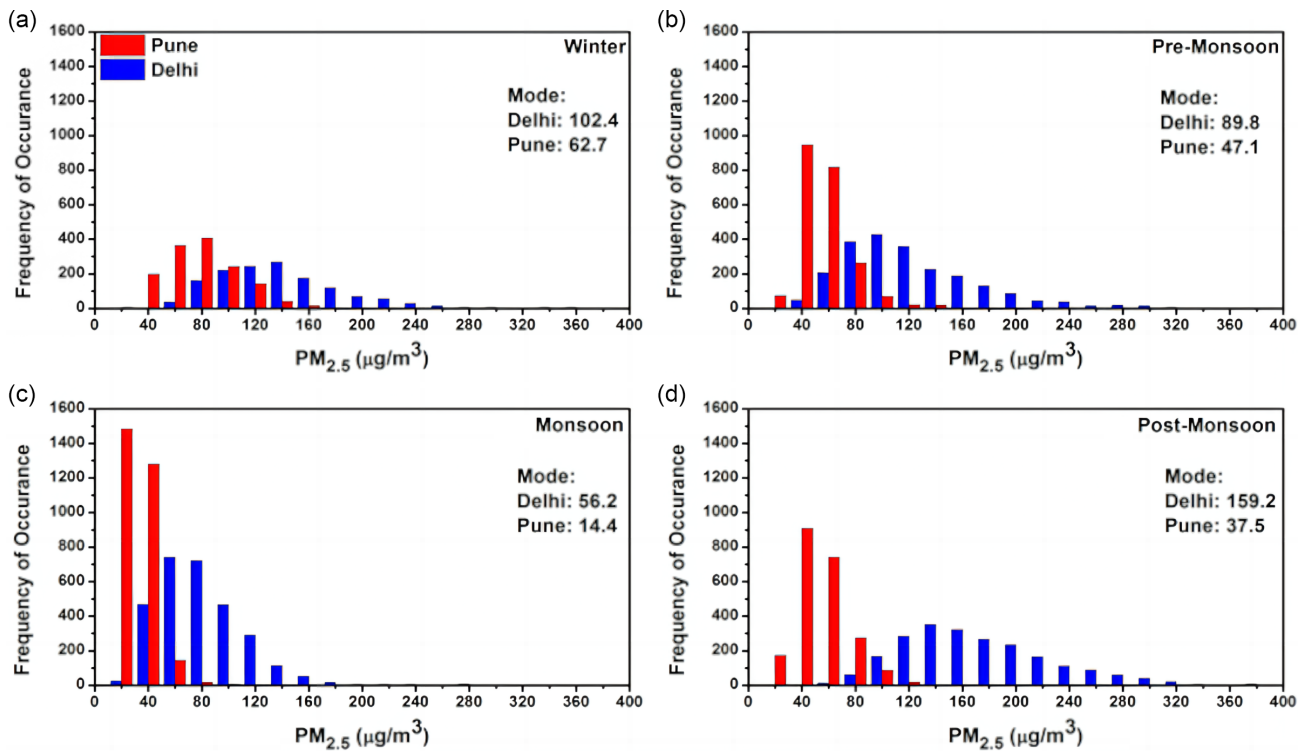 (a)
1600
1400
1200
1000
800
600
400
200
0
Frequency of Occurance
Pune
Delhi
Winter
Mode:
Delhi: 102.4
Pune: 62.7
0 40 80 120 160 200 240 280 320 360 400
PM2.5 (μg/m³)
(b)
1600
1400
1200
1000
800
600
400
200
0
Frequency of Occurance
Pre-Monsoon
Mode:
Delhi: 89.8
Pune: 47.1
0 40 80 120 160 200 240 280 320 360 400
PM2.5 (μg/m³)
(c)
1600
1400
1200
1000
800
600
400
200
0
Frequency of Occurance
Monsoon
Mode:
Delhi: 56.2
Pune: 14.4
0 40 80 120 160 200 240 280 320 360 400
PM2.5 (μg/m³)
(d)
1600
1400
1200
1000
800
600
400
200
0
Frequency of Occurance
Post-Monsoon
Mode:
Delhi: 159.2
Pune: 37.5
0 40 80 120 160 200 240 280 320 360 400
PM2.5 (μg/m³)